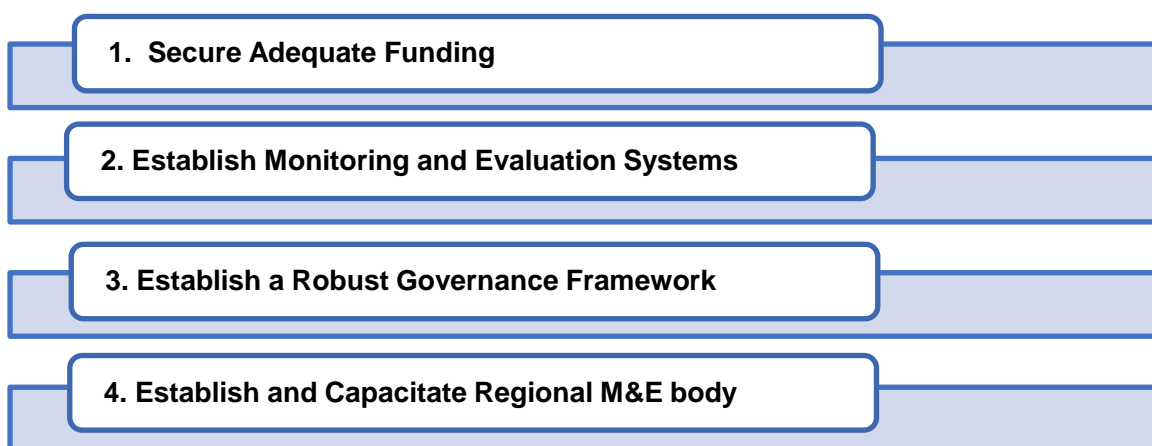 1. Secure Adequate Funding
2. Establish Monitoring and Evaluation Systems
3. Establish a Robust Governance Framework
4. Establish and Capacitate Regional M&E body